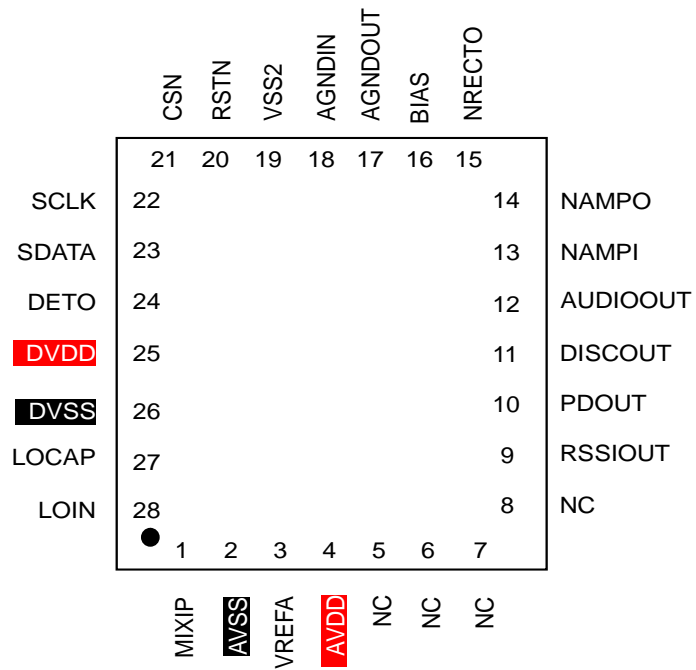 CSN RSTN VSS2 AGNDIN AGNDOUT BIAS NRECTO
21 20 19 18 17 16 15
SCLK 22 14 NAMPO
SDATA 23 13 NAMPI
DETO 24 12 AUDIOOUT
DVDD 25 11 DISCOUT
DVSS 26 10 PDOUT
LOCAP 27 9 RSSIOUT
LOIN 28 8 NC
1 2 3 4 5 6 7
MIXIP AVSS VREFA AVDD NC NC NC